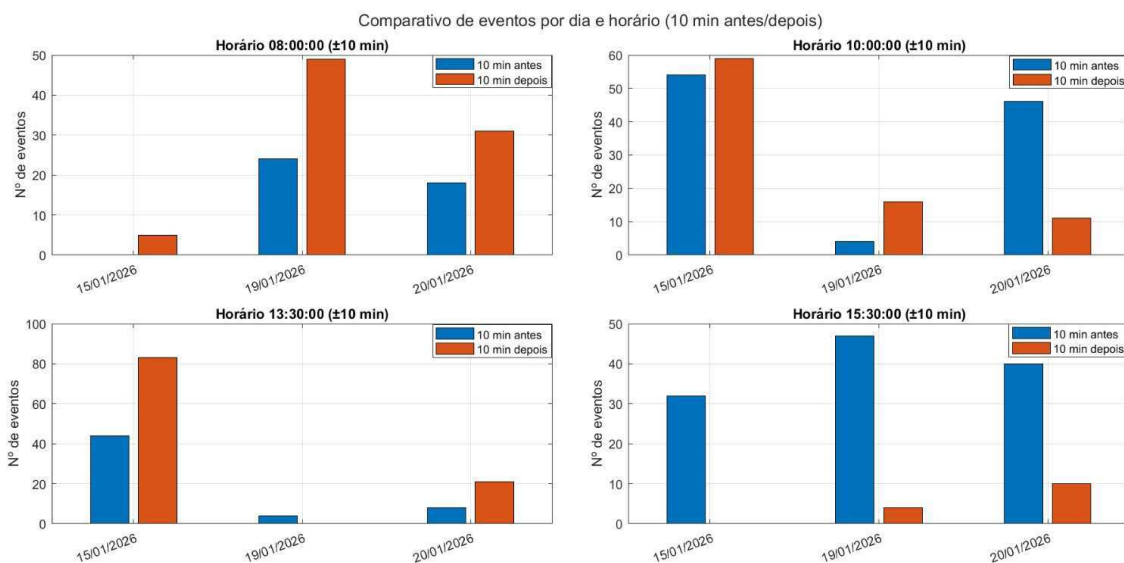 Comparativo de eventos por dia e horário (10 min antes/depois)
Horário 08:00:00 (±10 min)
50
40
30
20
10
0
Nº de eventos
10 min antes
10 min depois
15/01/2026
19/01/2026
20/01/2026
Horário 10:00:00 (±10 min)
60
50
40
30
20
10
0
Nº de eventos
10 min antes
10 min depois
15/01/2026
19/01/2026
20/01/2026
Horário 13:30:00 (±10 min)
100
80
60
40
20
0
Nº de eventos
10 min antes
10 min depois
15/01/2026
19/01/2026
20/01/2026
Horário 15:30:00 (±10 min)
50
40
30
20
10
0
Nº de eventos
10 min antes
10 min depois
15/01/2026
19/01/2026
20/01/2026